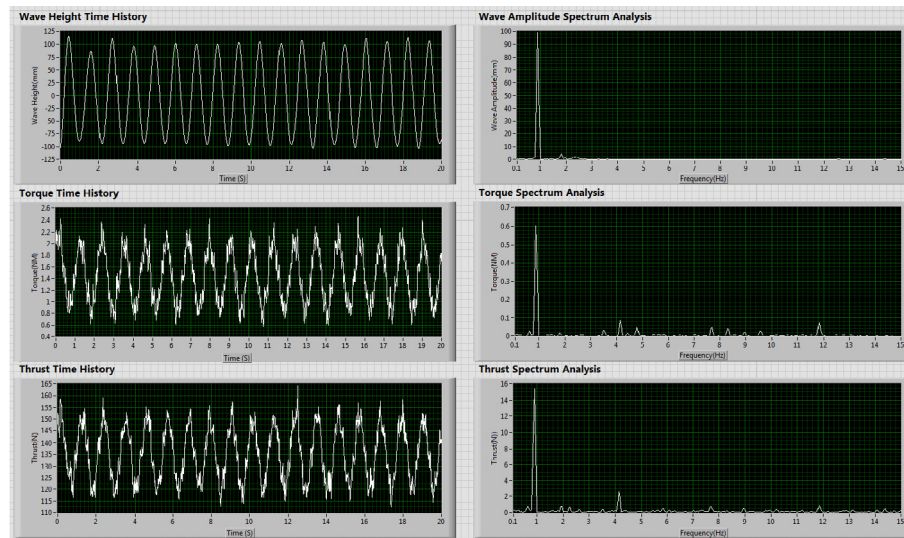 Wave Height Time History
Wave Height(mm)
125
100
75
50
25
0
-25
-50
-75
-100
-125
0 2 4 6 8 10 12 14 16 18 20
Time (S)
Wave Amplitude Spectrum Analysis
Wave Amplitude(mm)
100
90
80
70
60
50
40
30
20
10
0
0.1 1 2 3 4 5 6 7 8 9 10 11 12 13 15
Frequency(Hz)
Torque Time History
Torque(NM)
2.6
2.4
2.2
2
1.8
1.6
1.4
1.2
1
0.8
0.6
0.4
0 1 2 3 4 5 6 7 8 9 10 11 12 13 14 15 16 17 18 19 20
Time (S)
Torque Spectrum Analysis
Torque(NM)
0.7
0.6
0.5
0.4
0.3
0.2
0.1
0
0.1 1 2 3 4 5 6 7 8 9 10 11 12 13 15
Frequency(Hz)
Thrust Time History
Thrust(N)
165
160
155
150
145
140
135
130
125
120
115
110
0 2 4 6 8 10 12 14 16 18 20
Time (S)
Thrust Spectrum Analysis
Thrust(N)
16
14
12
10
8
6
4
2
0
0.1 1 2 3 4 5 6 7 8 9 10 11 12 13 15
Frequency(Hz)